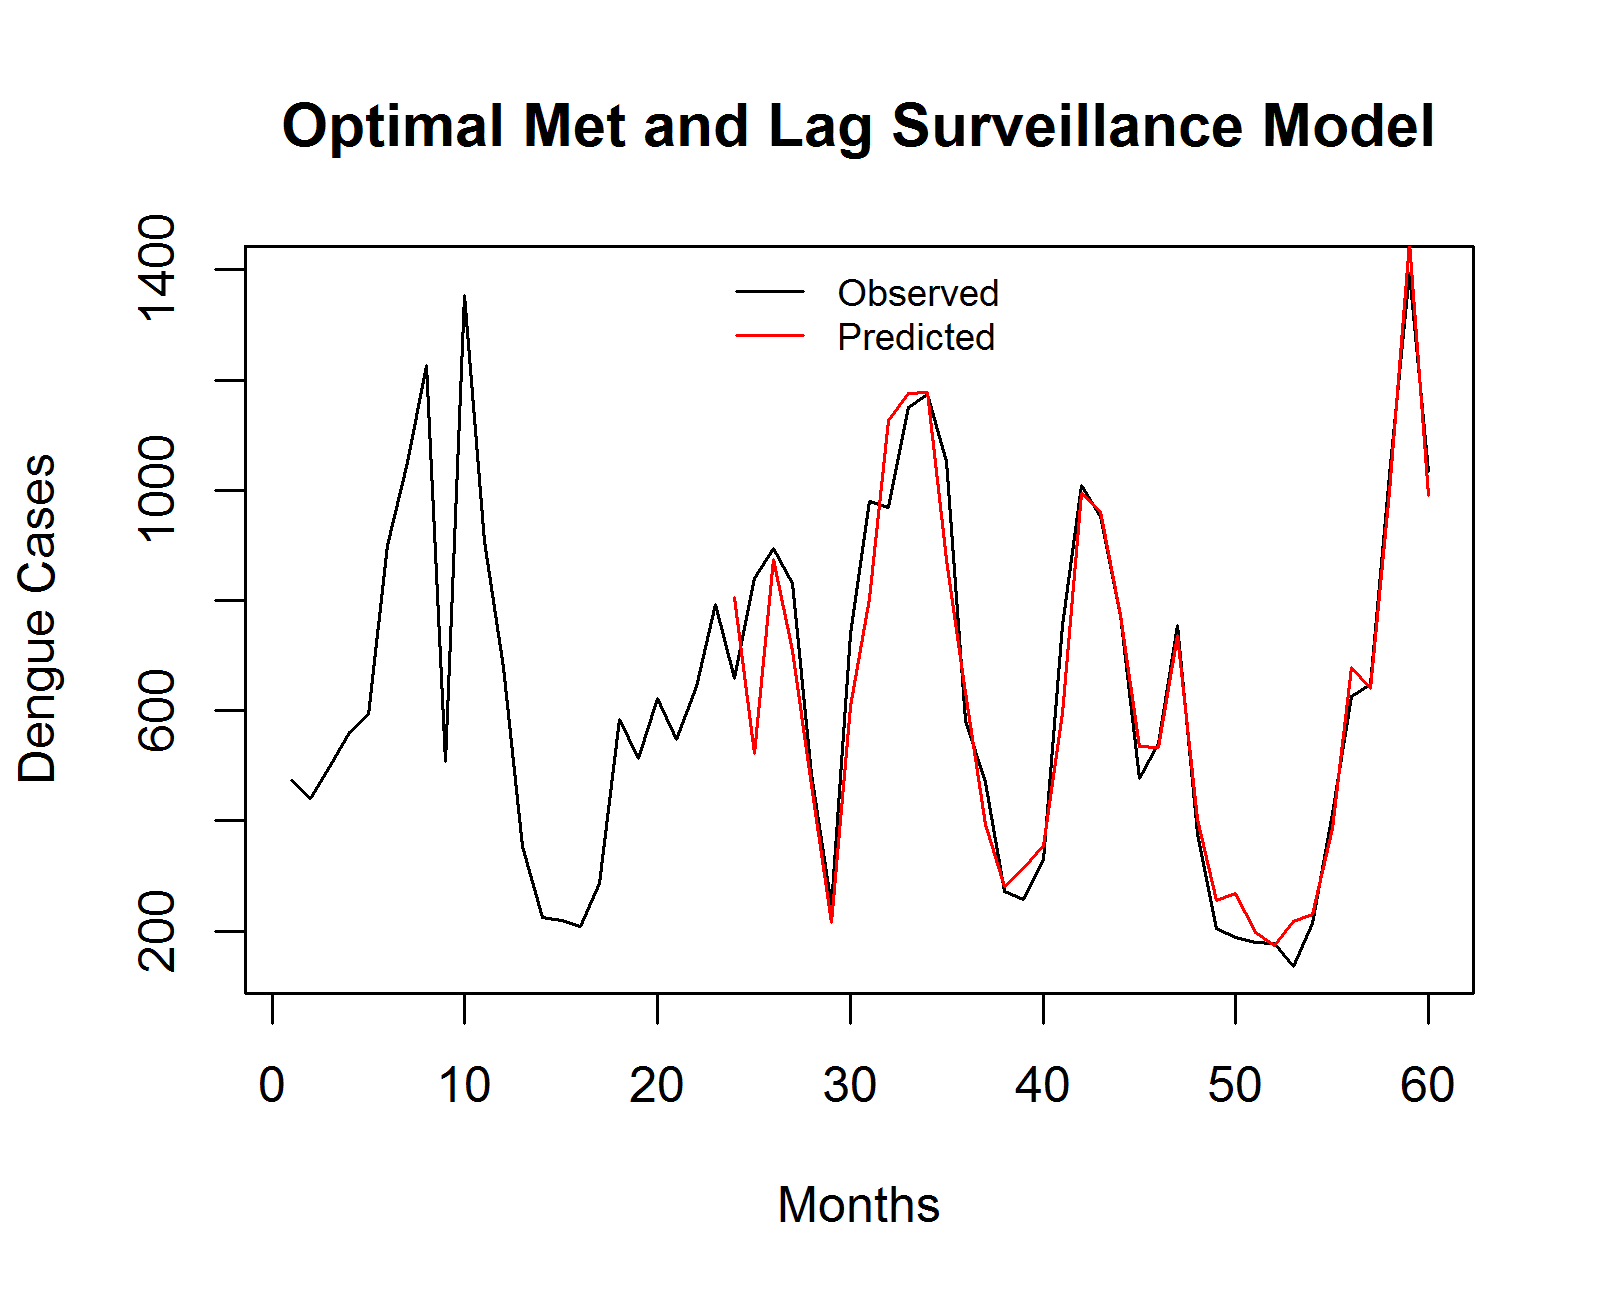 Optimal Met and Lag Surveillance Model
Observed
Predicted
Dengue Cases
1400
1000
600
200
0 10 20 30 40 50 60
Months